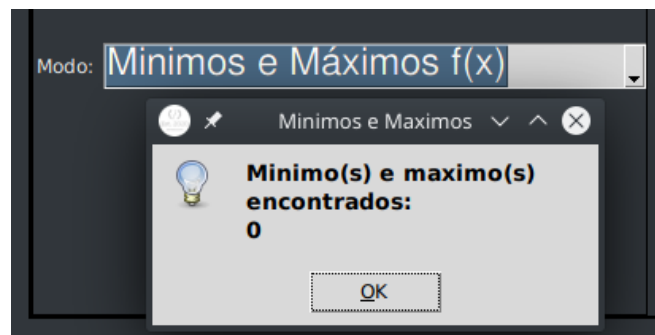 Modo: Minimos e Máximos f(x)
Minimos e Maximos
Minimo(s) e maximo(s)
encontrados:
0
OK